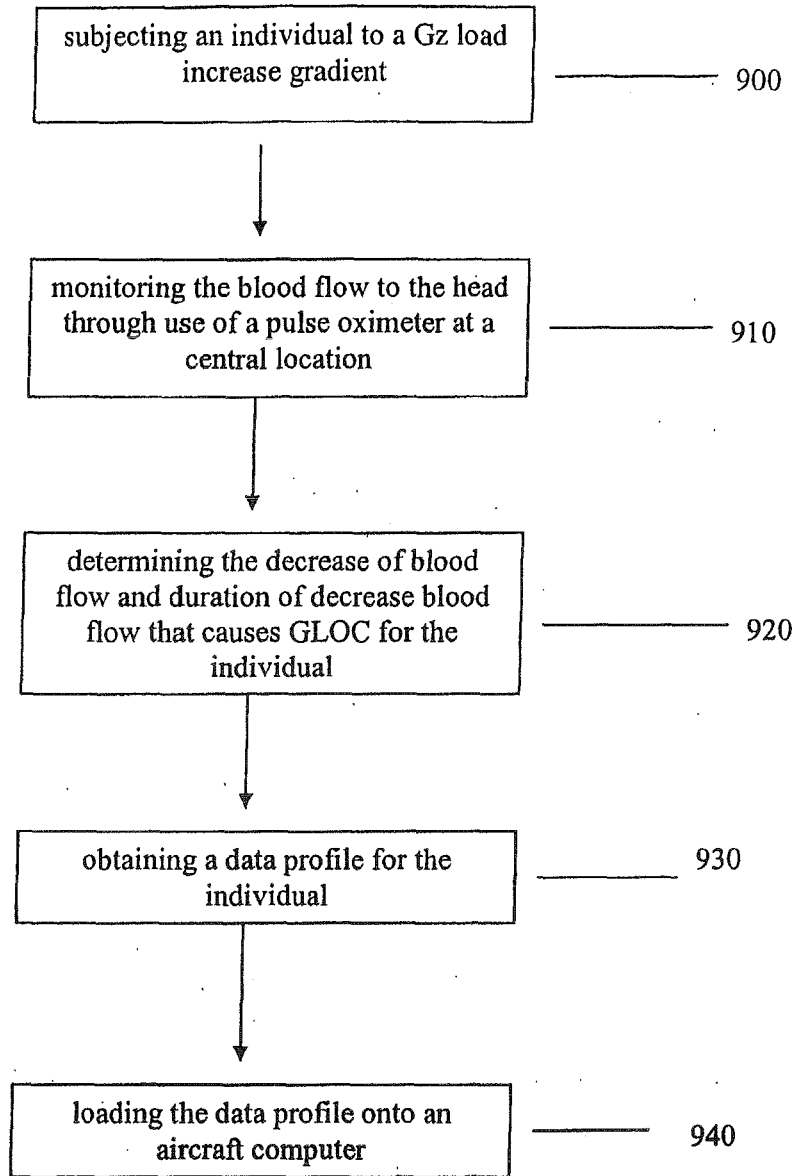 subjecting an individual to a Gz load
increase gradient
900
monitoring the blood flow to the head
through use of a pulse oximeter at a
central location
910
determining the decrease of blood
flow and duration of decrease blood
flow that causes GLOC for the
individual
920
obtaining a data profile for the
individual
930
loading the data profile onto an
aircraft computer
940